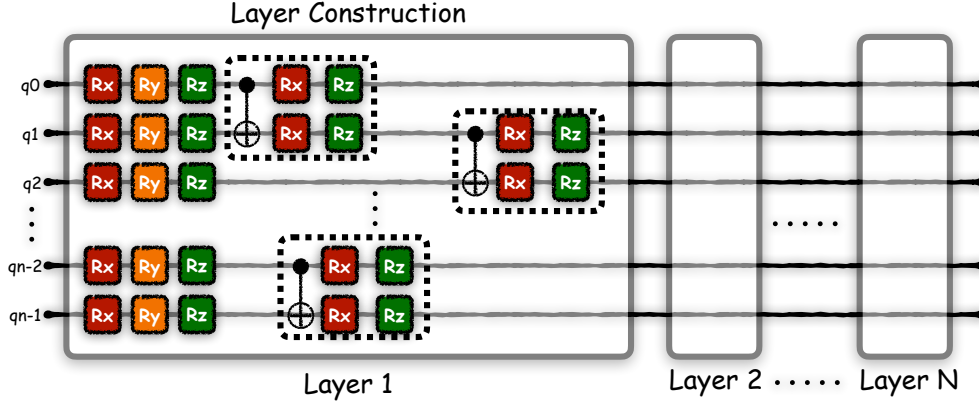 Layer Construction
q0 Rx Ry Rz Rx Rz
q1 Rx Ry Rz Rx Rz Rx Rz
q2 Rx Ry Rz Rx Rz
qn-2 Rx Ry Rz Rx Rz
qn-1 Rx Ry Rz Rx Rz
Layer 1
Layer 2 ...... Layer N